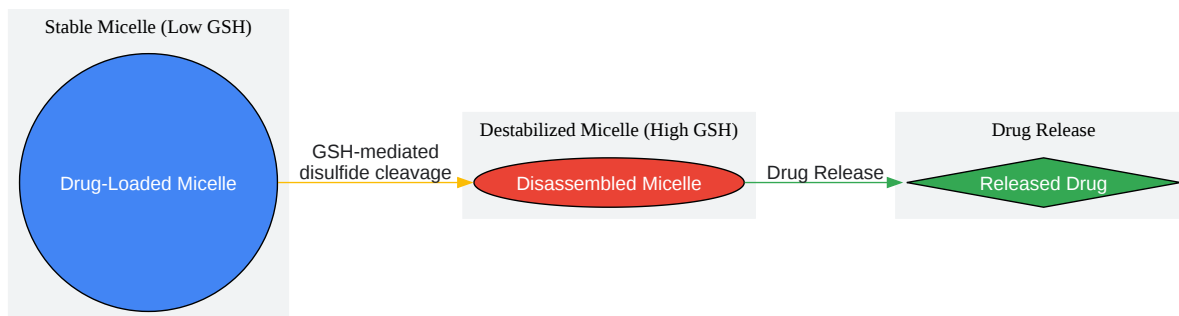 Stable Micelle (Low GSH)
Drug-Loaded Micelle
GSH-mediated
disulfide cleavage
Destabilized Micelle (High GSH)
Disassembled Micelle
Drug Release
Drug Release
Released Drug